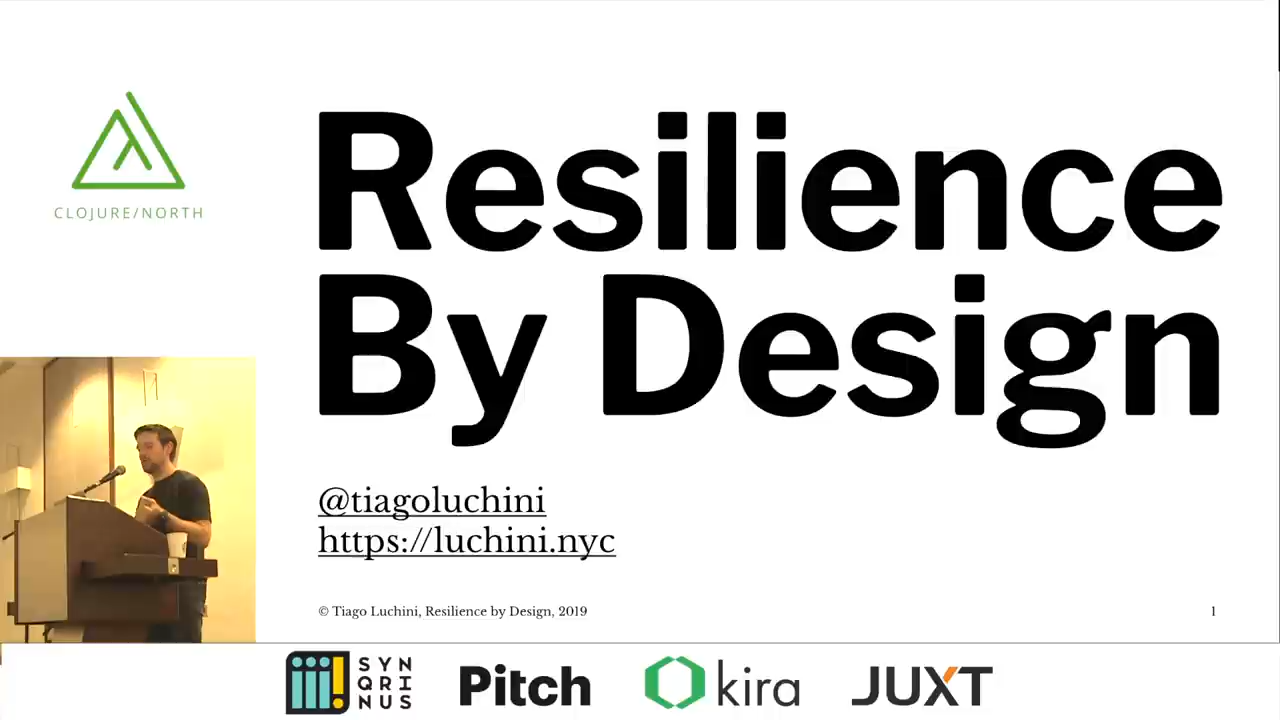 CLOJURE/NORTH
Resilience
By Design
@tiagoluchini
https://luchini.nyc
© Tiago Luchini, Resilience by Design, 2019
1
SYN
QRI
NUS
Pitch
kira
JUXT